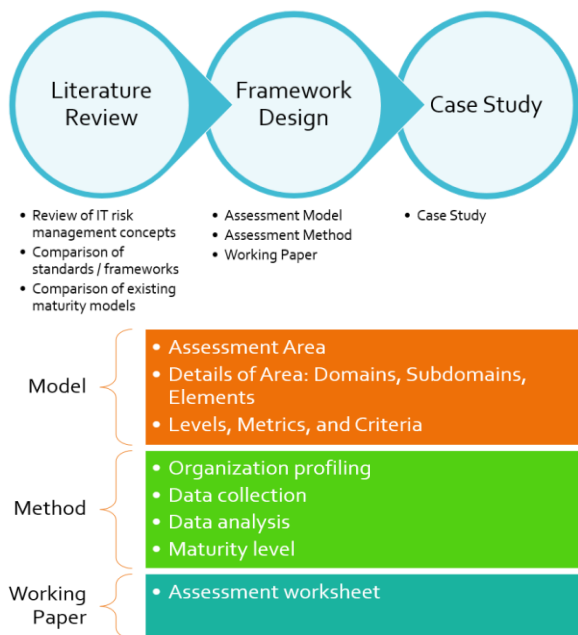 Literature
Review
Framework
Design
Case Study
• Review of IT risk
management concepts
• Comparison of
standards / frameworks
• Comparison of existing
maturity models
• Assessment Model
• Assessment Method
• Working Paper
• Case Study
Model
• Assessment Area
• Details of Area: Domains, Subdomains,
Elements
• Levels, Metrics, and Criteria
Method
• Organization profiling
• Data collection
• Data analysis
• Maturity level
Working
Paper
• Assessment worksheet